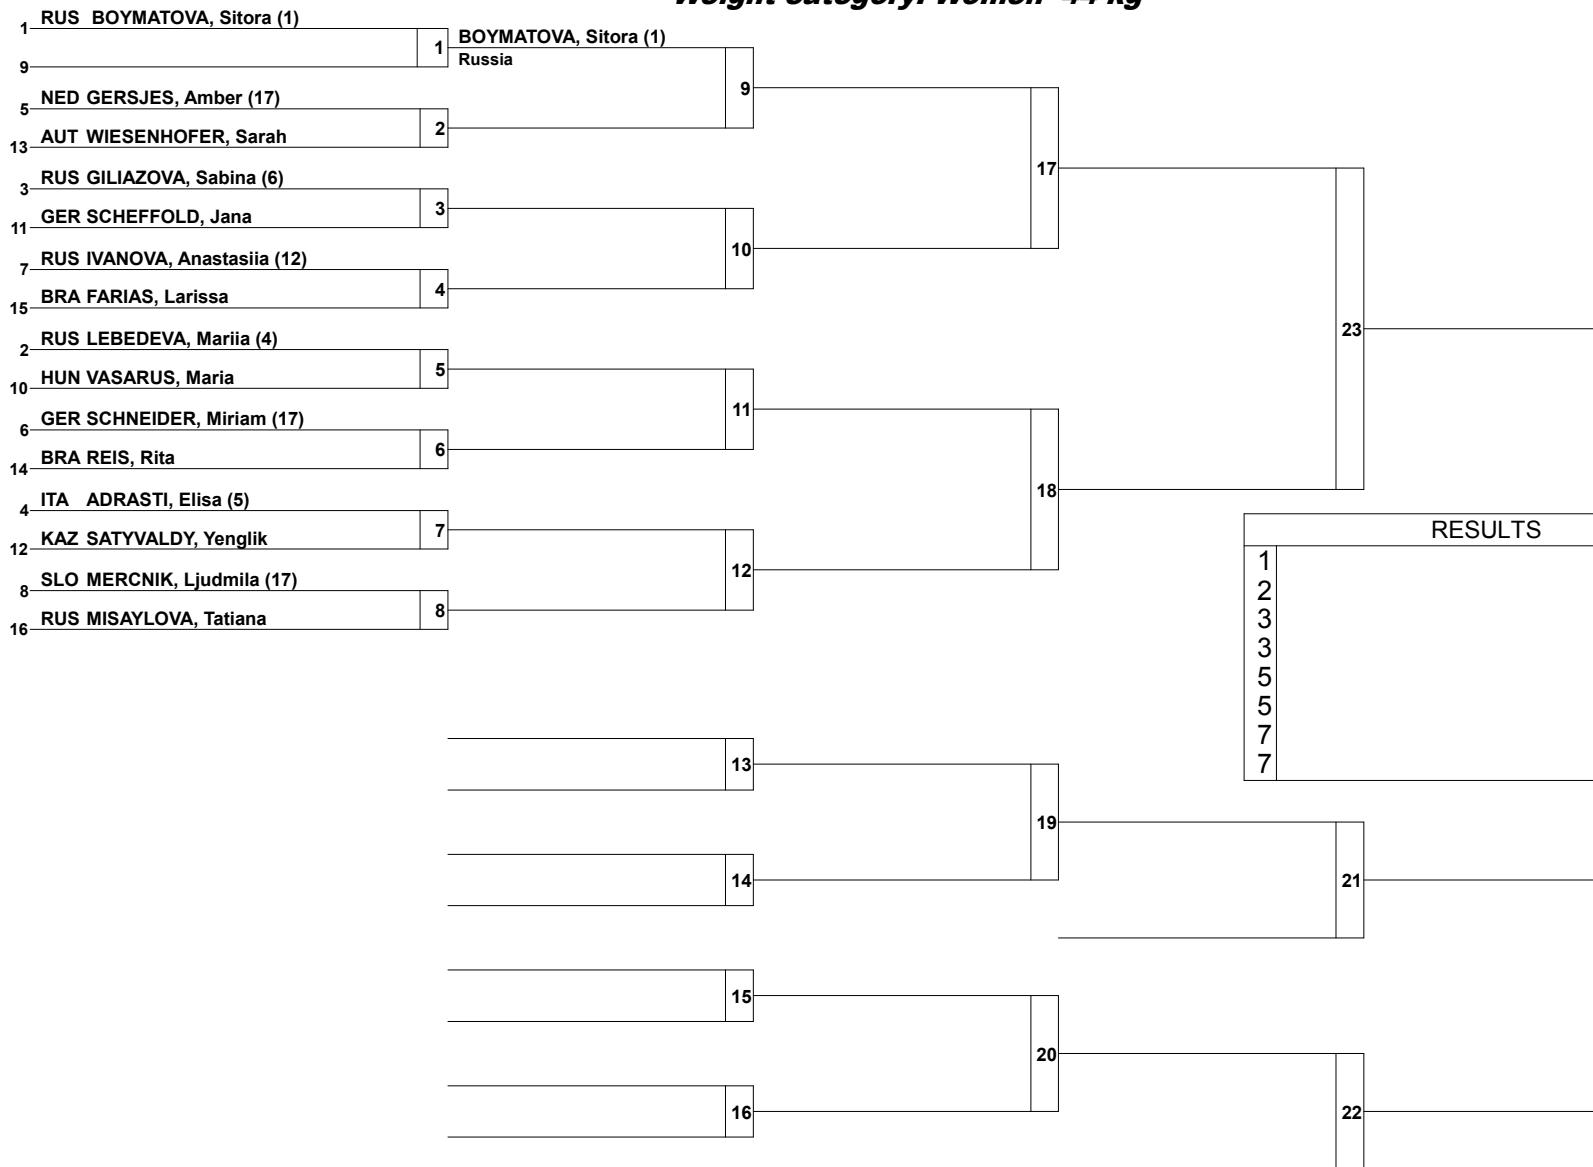 Weight category: Women -44 kg
1 RUS BOYMATOVA, Sitora (1)
9
1
BOYMATOVA, Sitora (1)
Russia
5 NED GERSJES, Amber (17)
13 AUT WIESENHOFER, Sarah
2
9
3 RUS GILIAZOVA, Sabina (6)
11 GER SCHEFFOLD, Jana
3
7 RUS IVANOVA, Anastasiia (12)
15 BRA FARIAS, Larissa
4
10
17
2 RUS LEBEDEVA, Mariia (4)
10 HUN VASARUS, Maria
5
6 GER SCHNEIDER, Miriam (17)
14 BRA REIS, Rita
6
11
4 ITA ADRASTI, Elisa (5)
12 KAZ SATYVALDY, Yenglik
7
8 SLO MERCNIK, Ljudmila (17)
16 RUS MISAYLOVA, Tatiana
8
12
18
23
RESULTS
1
2
3
3
5
5
7
7
13
14
19
21
15
16
20
22